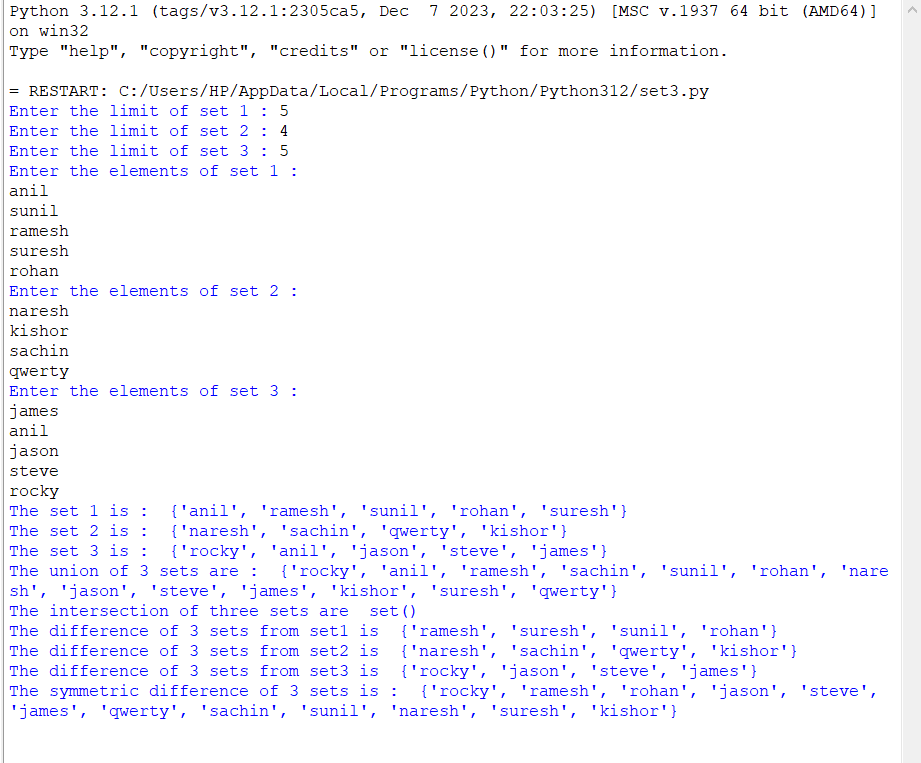 Python 3.12.1 (tags/v3.12.1:2305ca5, Dec  7 2023, 22:03:25) [MSC v.1937 64 bit (AMD64)]
on win32
Type "help", "copyright", "credits" or "license()" for more information.
= RESTART: C:/Users/HP/AppData/Local/Programs/Python/Python312/set3.py
Enter the limit of set 1 : 5
Enter the limit of set 2 : 4
Enter the limit of set 3 : 5
Enter the elements of set 1 :
anil
sunil
ramesh
suresh
rohan
Enter the elements of set 2 :
naresh
kishor
sachin
qwerty
Enter the elements of set 3 :
james
anil
jason
steve
rocky
The set 1 is :  {'anil', 'ramesh', 'sunil', 'rohan', 'suresh'}
The set 2 is :  {'naresh', 'sachin', 'qwerty', 'kishor'}
The set 3 is :  {'rocky', 'anil', 'jason', 'steve', 'james'}
The union of 3 sets are :  {'rocky', 'anil', 'ramesh', 'sachin', 'sunil', 'rohan', 'nare
sh', 'jason', 'steve', 'james', 'kishor', 'suresh', 'qwerty'}
The intersection of three sets are  set()
The difference of 3 sets from set1 is  {'ramesh', 'suresh', 'sunil', 'rohan'}
The difference of 3 sets from set2 is  {'naresh', 'sachin', 'qwerty', 'kishor'}
The difference of 3 sets from set3 is  {'rocky', 'jason', 'steve', 'james'}
The symmetric difference of 3 sets is :  {'rocky', 'ramesh', 'rohan', 'jason', 'steve',
'james', 'qwerty', 'sachin', 'sunil', 'naresh', 'suresh', 'kishor'}